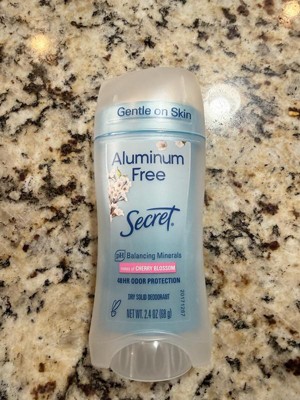 Gentle on Skin
Aluminum
Free
Secret
pH Balancing Minerals
CHERRY BLOSSOM
48HR ODOR PROTECTION
DRY SOLID DEODORANT
NET WT. 2.4 OZ (68 g)